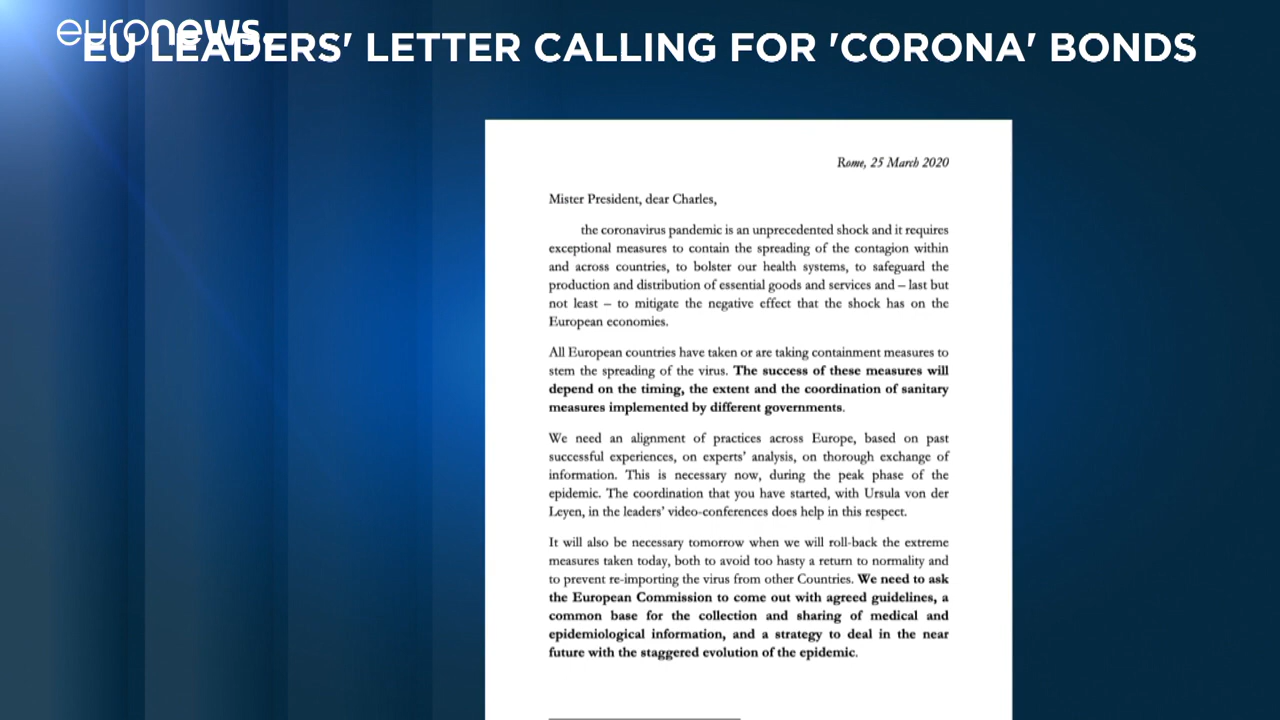 euronews.
EU LEADERS' LETTER CALLING FOR 'CORONA' BONDS
Rome, 25 March 2020
Mister President, dear Charles,
the coronavirus pandemic is an unprecedented shock and it requires
exceptional measures to contain the spreading of the contagion within
and across countries, to bolster our health systems, to safeguard the
production and distribution of essential goods and services and – last but
not least – to mitigate the negative effect that the shock has on the
European economies.
All European countries have taken or are taking containment measures to
stem the spreading of the virus. The success of these measures will
depend on the timing, the extent and the coordination of sanitary
measures implemented by different governments.
We need an alignment of practices across Europe, based on past
successful experiences, on experts’ analysis, on thorough exchange of
information. This is necessary now, during the peak phase of the
epidemic. The coordination that you have started, with Ursula von der
Leyen, in the leaders’ video-conferences does help in this respect.
It will also be necessary tomorrow when we will roll-back the extreme
measures taken today, both to avoid too hasty a return to normality and
to prevent re-importing the virus from other Countries. We need to ask
the European Commission to come out with agreed guidelines, a
common base for the collection and sharing of medical and
epidemiological information, and a strategy to deal in the near
future with the staggered evolution of the epidemic.